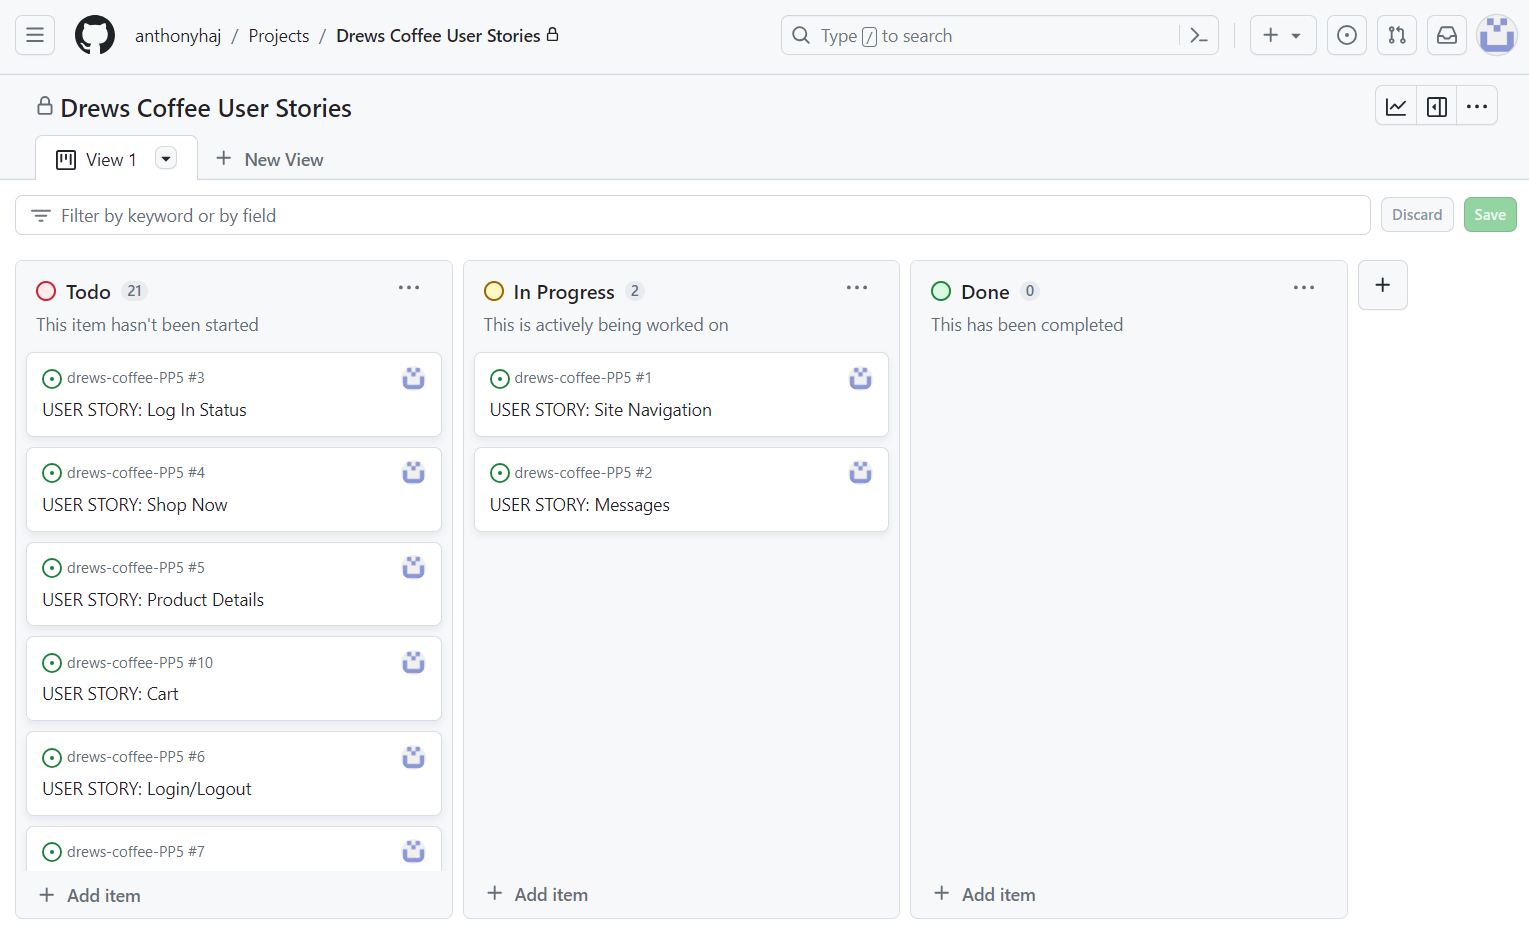 anthonyhaj / Projects / Drews Coffee User Stories
Type / to search
Drews Coffee User Stories
View 1
New View
Filter by keyword or by field
Discard
Save
Todo 21
This item hasn't been started
drews-coffee-PP5 #3
USER STORY: Log In Status
drews-coffee-PP5 #4
USER STORY: Shop Now
drews-coffee-PP5 #5
USER STORY: Product Details
drews-coffee-PP5 #10
USER STORY: Cart
drews-coffee-PP5 #6
USER STORY: Login/Logout
drews-coffee-PP5 #7
Add item
In Progress 2
This is actively being worked on
drews-coffee-PP5 #1
USER STORY: Site Navigation
drews-coffee-PP5 #2
USER STORY: Messages
Add item
Done 0
This has been completed
Add item